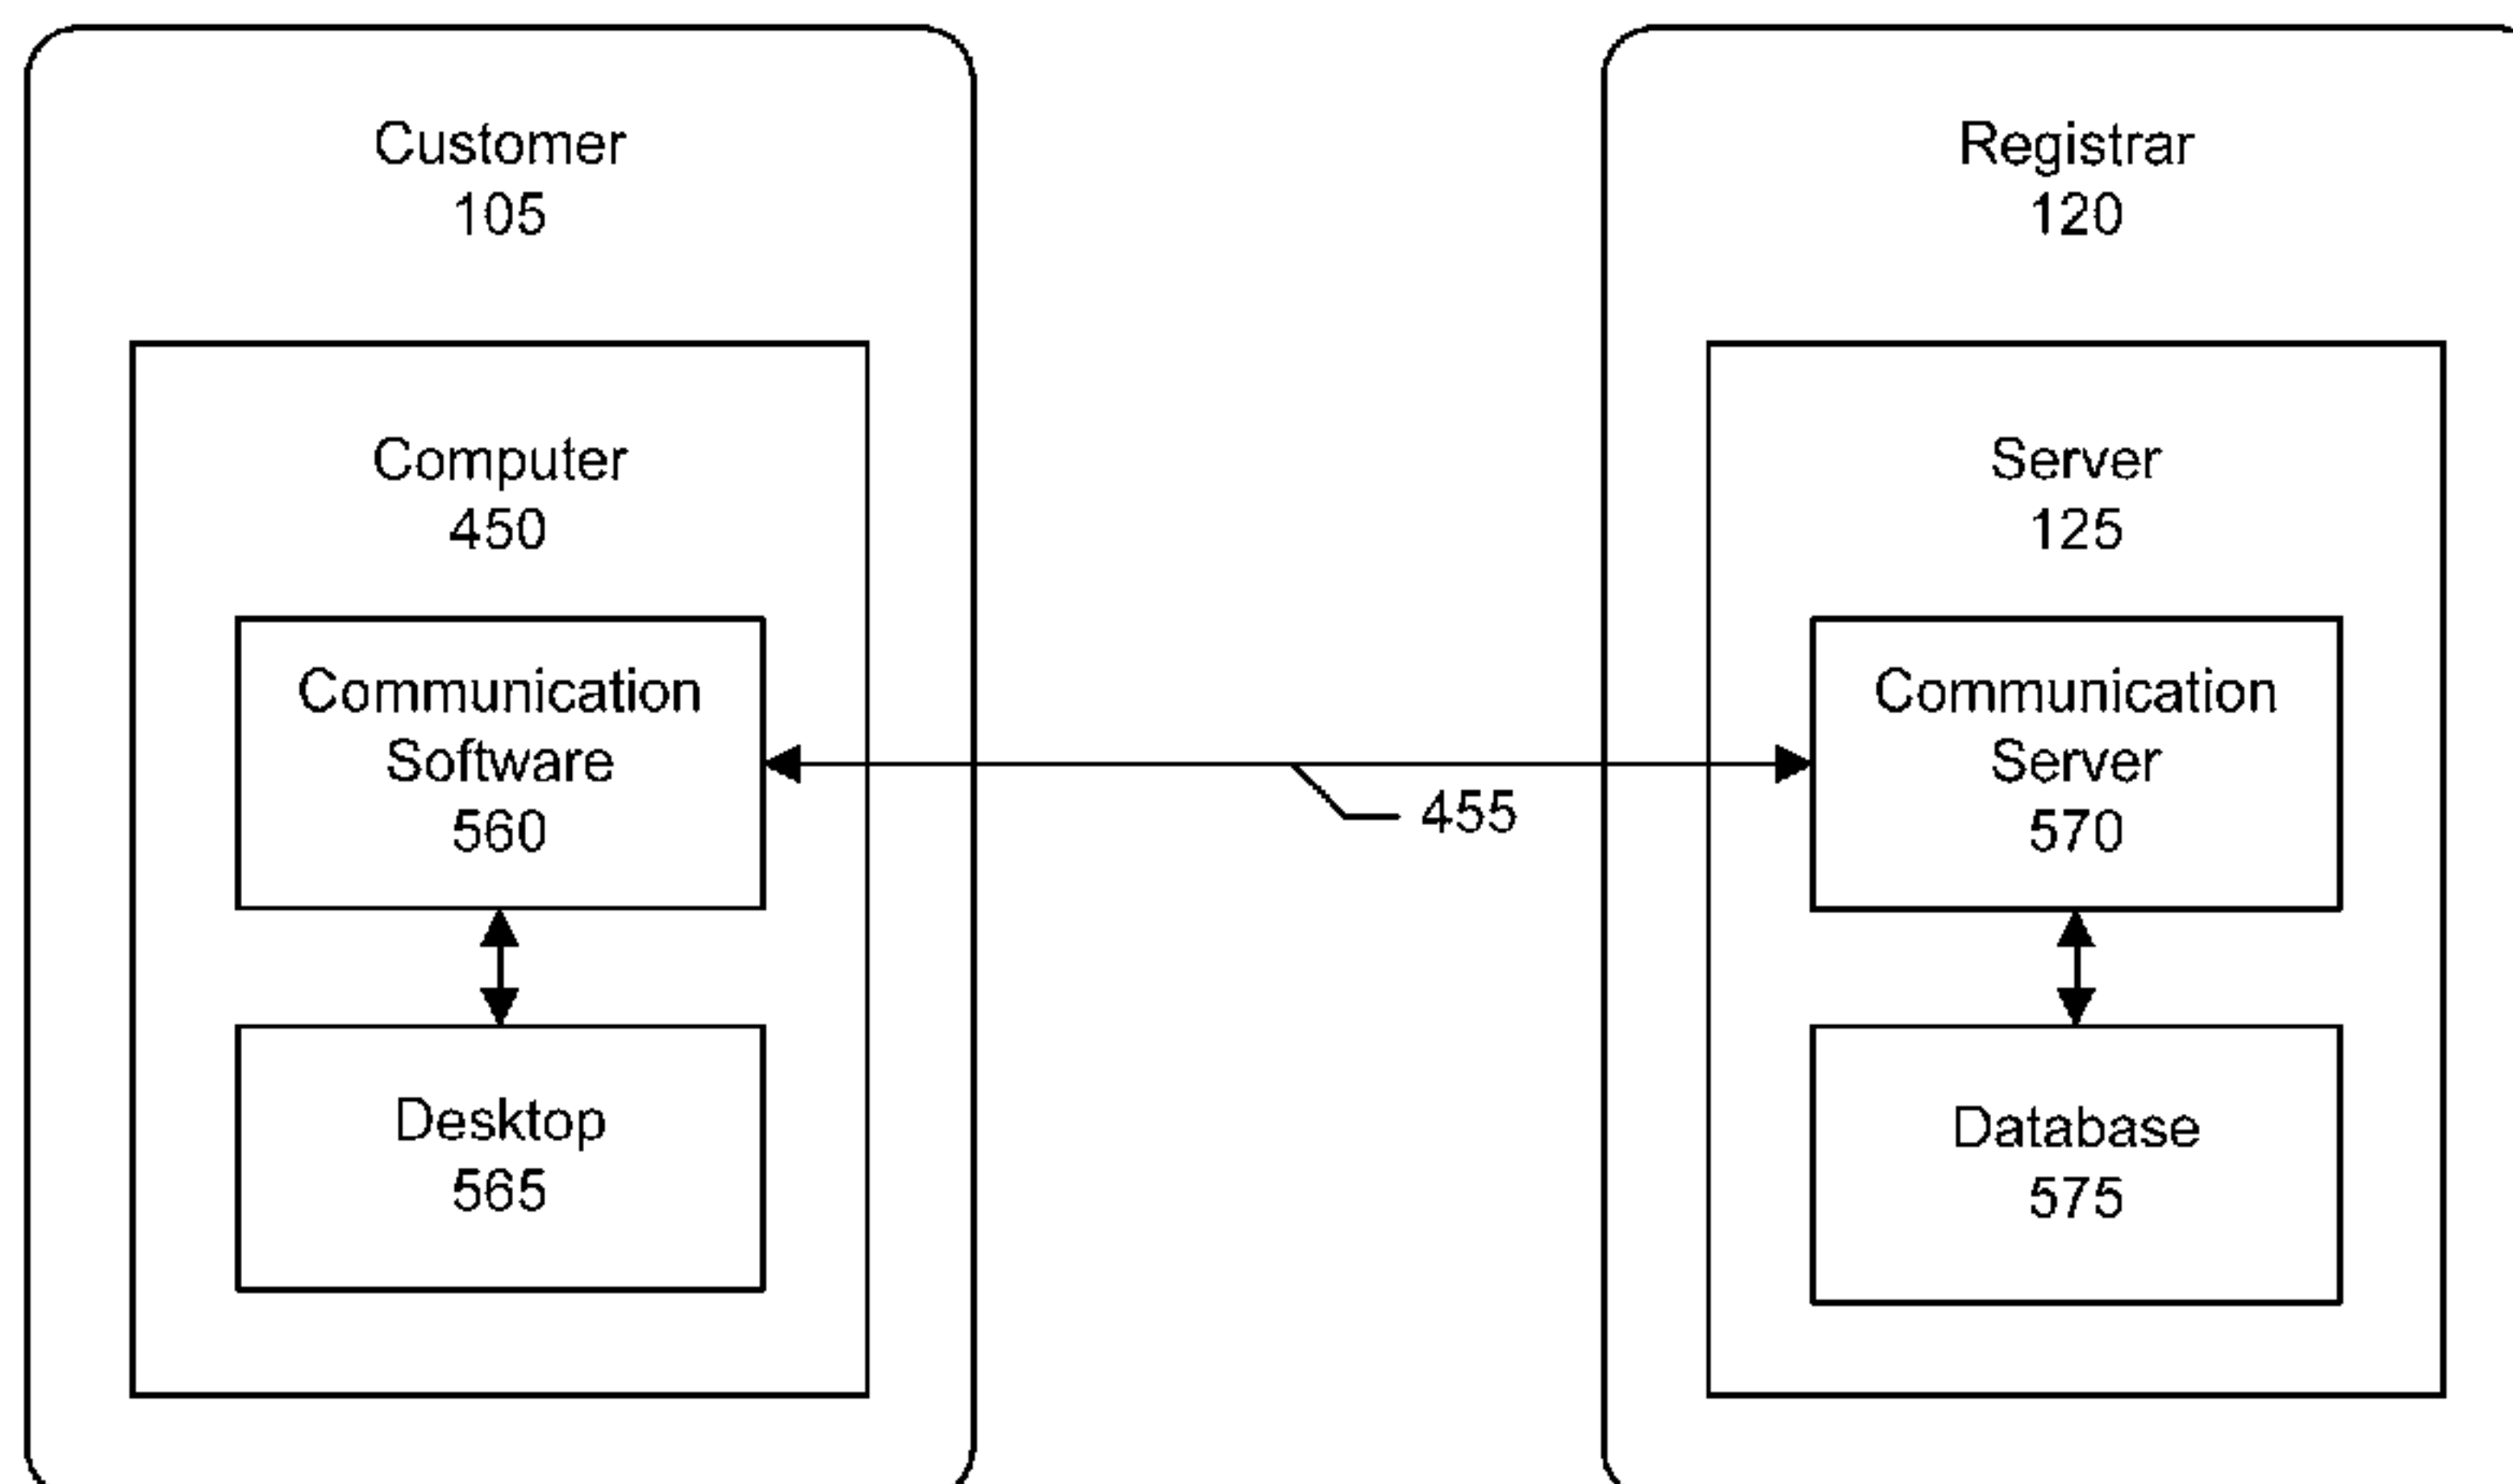 Customer
105
Computer
450
Communication
Software
560
Desktop
565
455
Registrar
120
Server
125
Communication
Server
570
Database
575